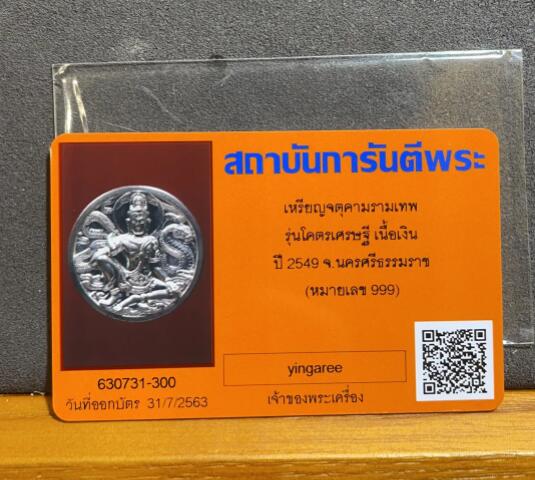 สถาบันการันตีพระ
เหรียญจตุคามรามเทพ
รุ่นโคตรเศรษฐี เนื้อเงิน
ปี 2549 จ.นครศรีธรรมราช
(หมายเลข 999)
yingaree
เจ้าของพระเครื่อง
630731-300
วันที่ออกบัตร 31/7/2563